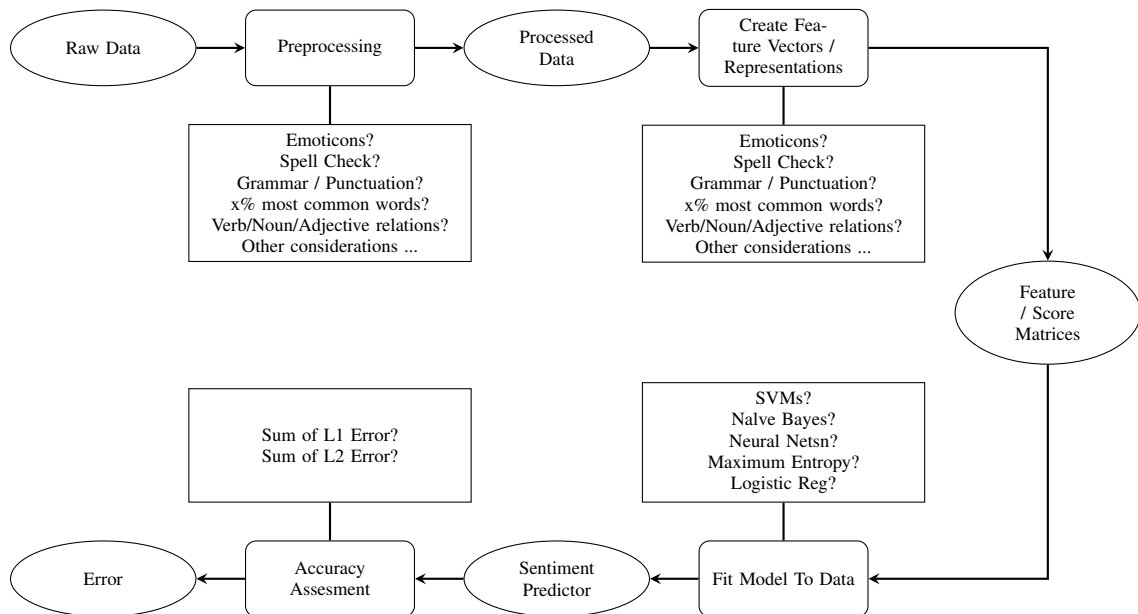 Raw Data
Preprocessing
Processed
Data
Create Fea-
ture Vectors /
Representations
Emoticons?
Spell Check?
Grammar / Punctuation?
x% most common words?
Verb/Noun/Adjective relations?
Other considerations ...
Emoticons?
Spell Check?
Grammar / Punctuation?
x% most common words?
Verb/Noun/Adjective relations?
Other considerations ...
Feature
/ Score
Matrices
Sum of L1 Error?
Sum of L2 Error?
SVMs?
Nalve Bayes?
Neural Netsn?
Maximum Entropy?
Logistic Reg?
Error
Accuracy
Assesment
Sentiment
Predictor
Fit Model To Data